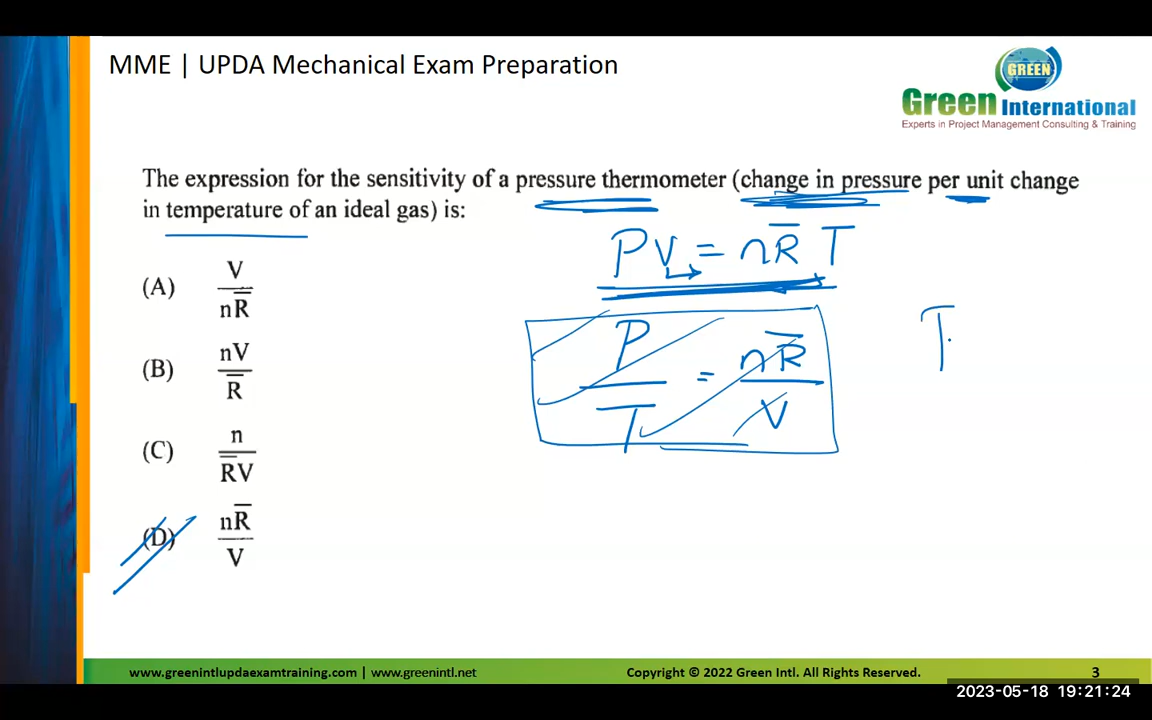 MME | UPDA Mechanical Exam Preparation
GREEN
Green International
Experts in Project Management Consulting & Training
The expression for the sensitivity of a pressure thermometer (change in pressure per unit change
in temperature of an ideal gas) is:
PV = nR̅ T
(A) V / nR̅
(B) nV / R̅
(C) n / R̅V
(D) nR̅ / V
P / T = nR̅ / V
T
www.greenintlupdaexamtraining.com | www.greenintl.net
Copyright © 2022 Green Intl. All Rights Reserved.
3
2023-05-18 19:21:24